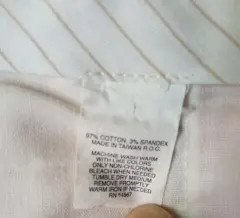 97% COTTON, 3% SPANDEX
MADE IN TAIWAN R.O.C.
MACHINE WASH WARM
WITH LIKE COLORS
ONLY NON-CHLORINE
BLEACH WHEN NEEDED
TUMBLE DRY MEDIUM
REMOVE PROMPTLY
WARM IRON IF NEEDED
RN